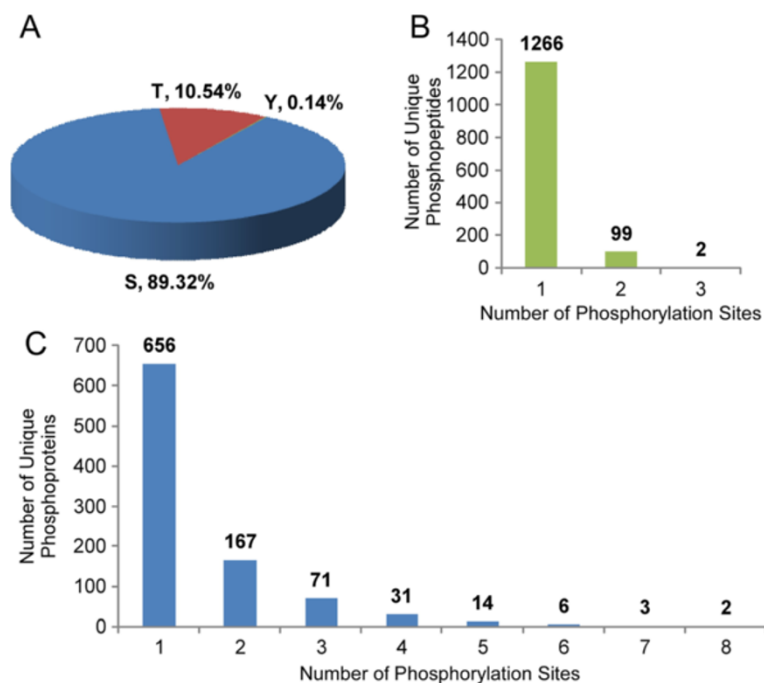 A
T, 10.54%
Y, 0.14%
S, 89.32%
B
Number of Unique
Phosphopeptides
1400
1200
1000
800
600
400
200
0
1266
99
2
1 2 3
Number of Phosphorylation Sites
C
Number of Unique
Phosphoproteins
700
600
500
400
300
200
100
0
656
167
71
31
14
6
3
2
1 2 3 4 5 6 7 8
Number of Phosphorylation Sites